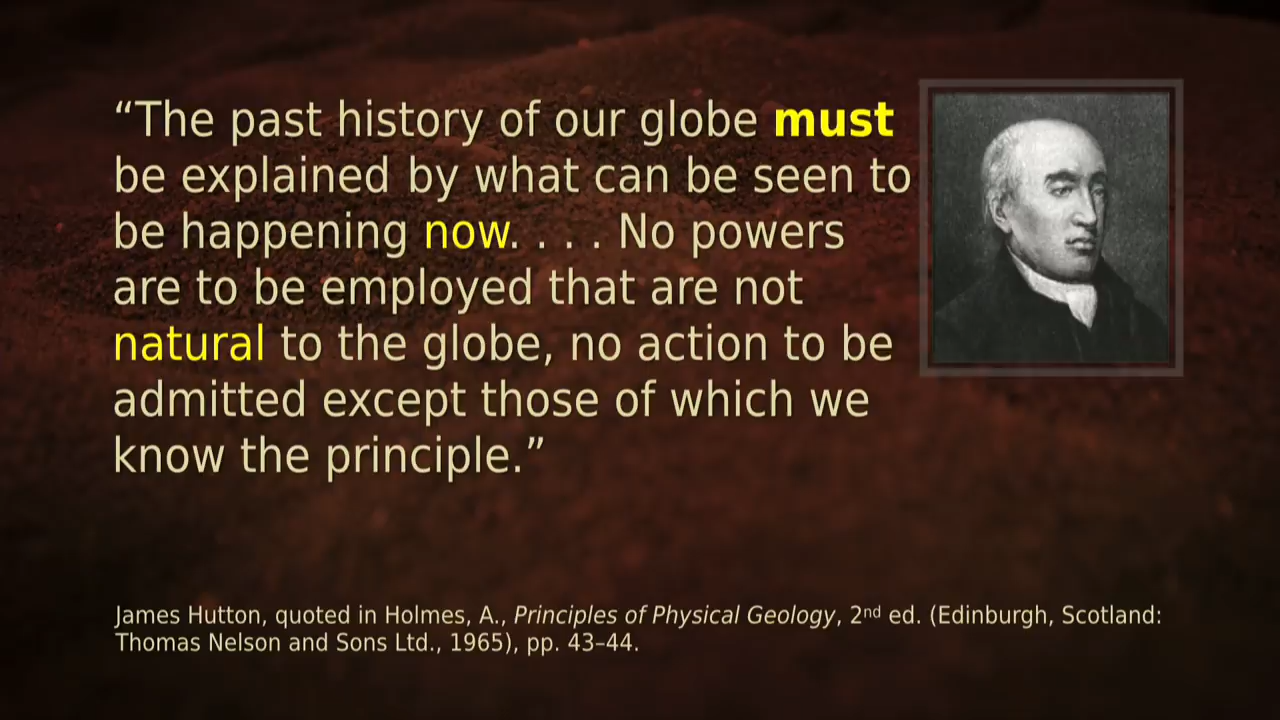 “The past history of our globe must
be explained by what can be seen to
be happening now. . . . No powers
are to be employed that are not
natural to the globe, no action to be
admitted except those of which we
know the principle.”
James Hutton, quoted in Holmes, A., Principles of Physical Geology, 2nd ed. (Edinburgh, Scotland:
Thomas Nelson and Sons Ltd., 1965), pp. 43–44.